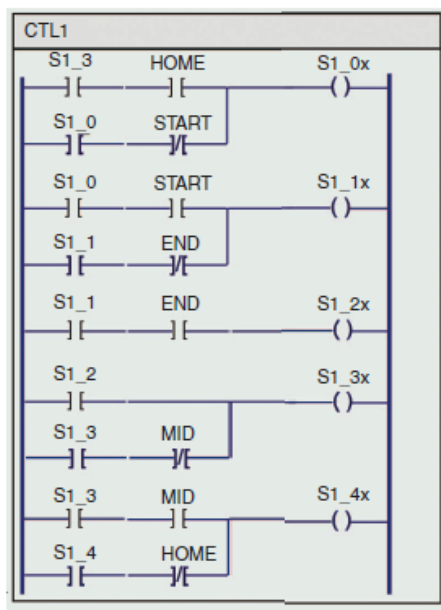 CTL1
S1_3 HOME S1_0x
S1_0 START
S1_0 START S1_1x
S1_1 END
S1_1 END S1_2x
S1_2 S1_3x
S1_3 MID
S1_3 MID S1_4x
S1_4 HOME